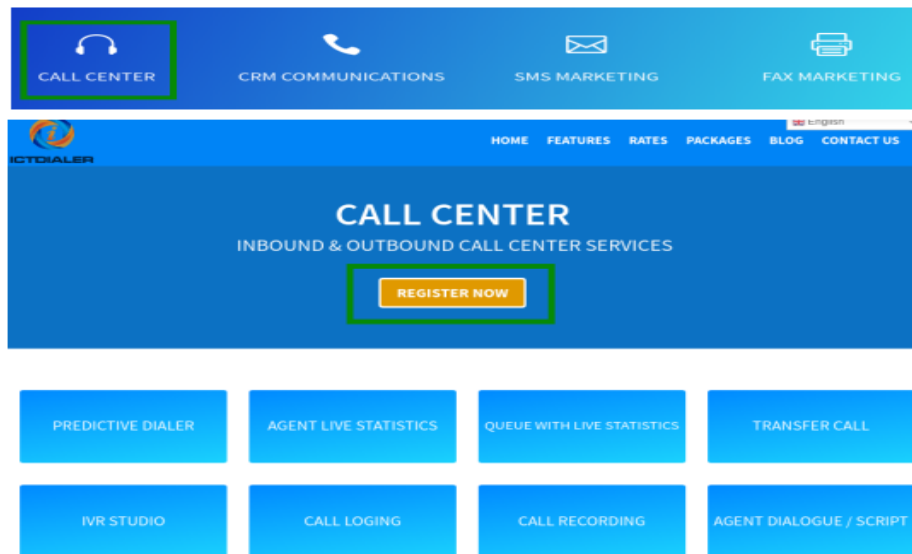 CALL CENTER
CRM COMMUNICATIONS
SMS MARKETING
FAX MARKETING
English
ICTDIALER
HOME FEATURES RATES PACKAGES BLOG CONTACT US
CALL CENTER
INBOUND & OUTBOUND CALL CENTER SERVICES
REGISTER NOW
PREDICTIVE DIALER
AGENT LIVE STATISTICS
QUEUE WITH LIVE STATISTICS
TRANSFER CALL
IVR STUDIO
CALL LOGING
CALL RECORDING
AGENT DIALOGUE / SCRIPT